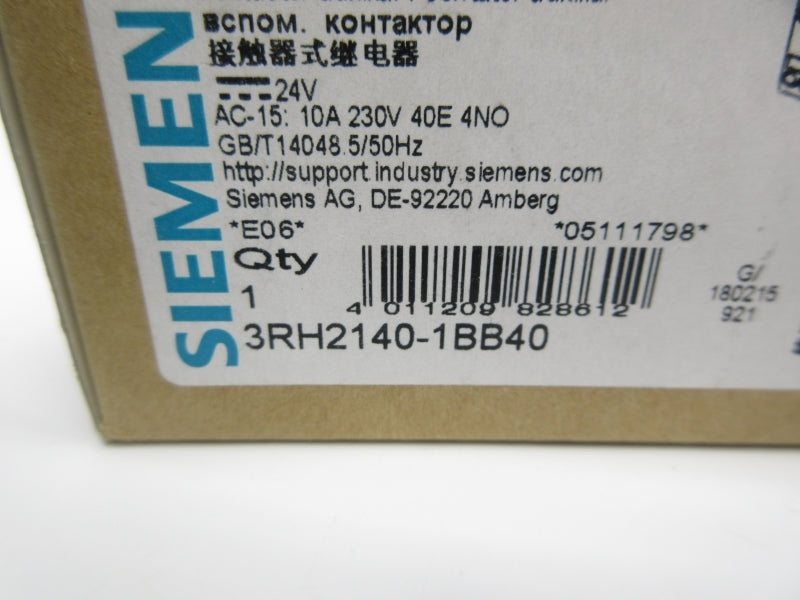 вспом. контактор
接触器式继电器
24V
AC-15: 10A 230V 40E 4NO
GB/T14048.5/50Hz
http://support.industry.siemens.com
Siemens AG, DE-92220 Amberg
*E06* *05111798*
Qty
1
4 011209 828612
G/
180215
921
3RH2140-1BB40
SIEMEN